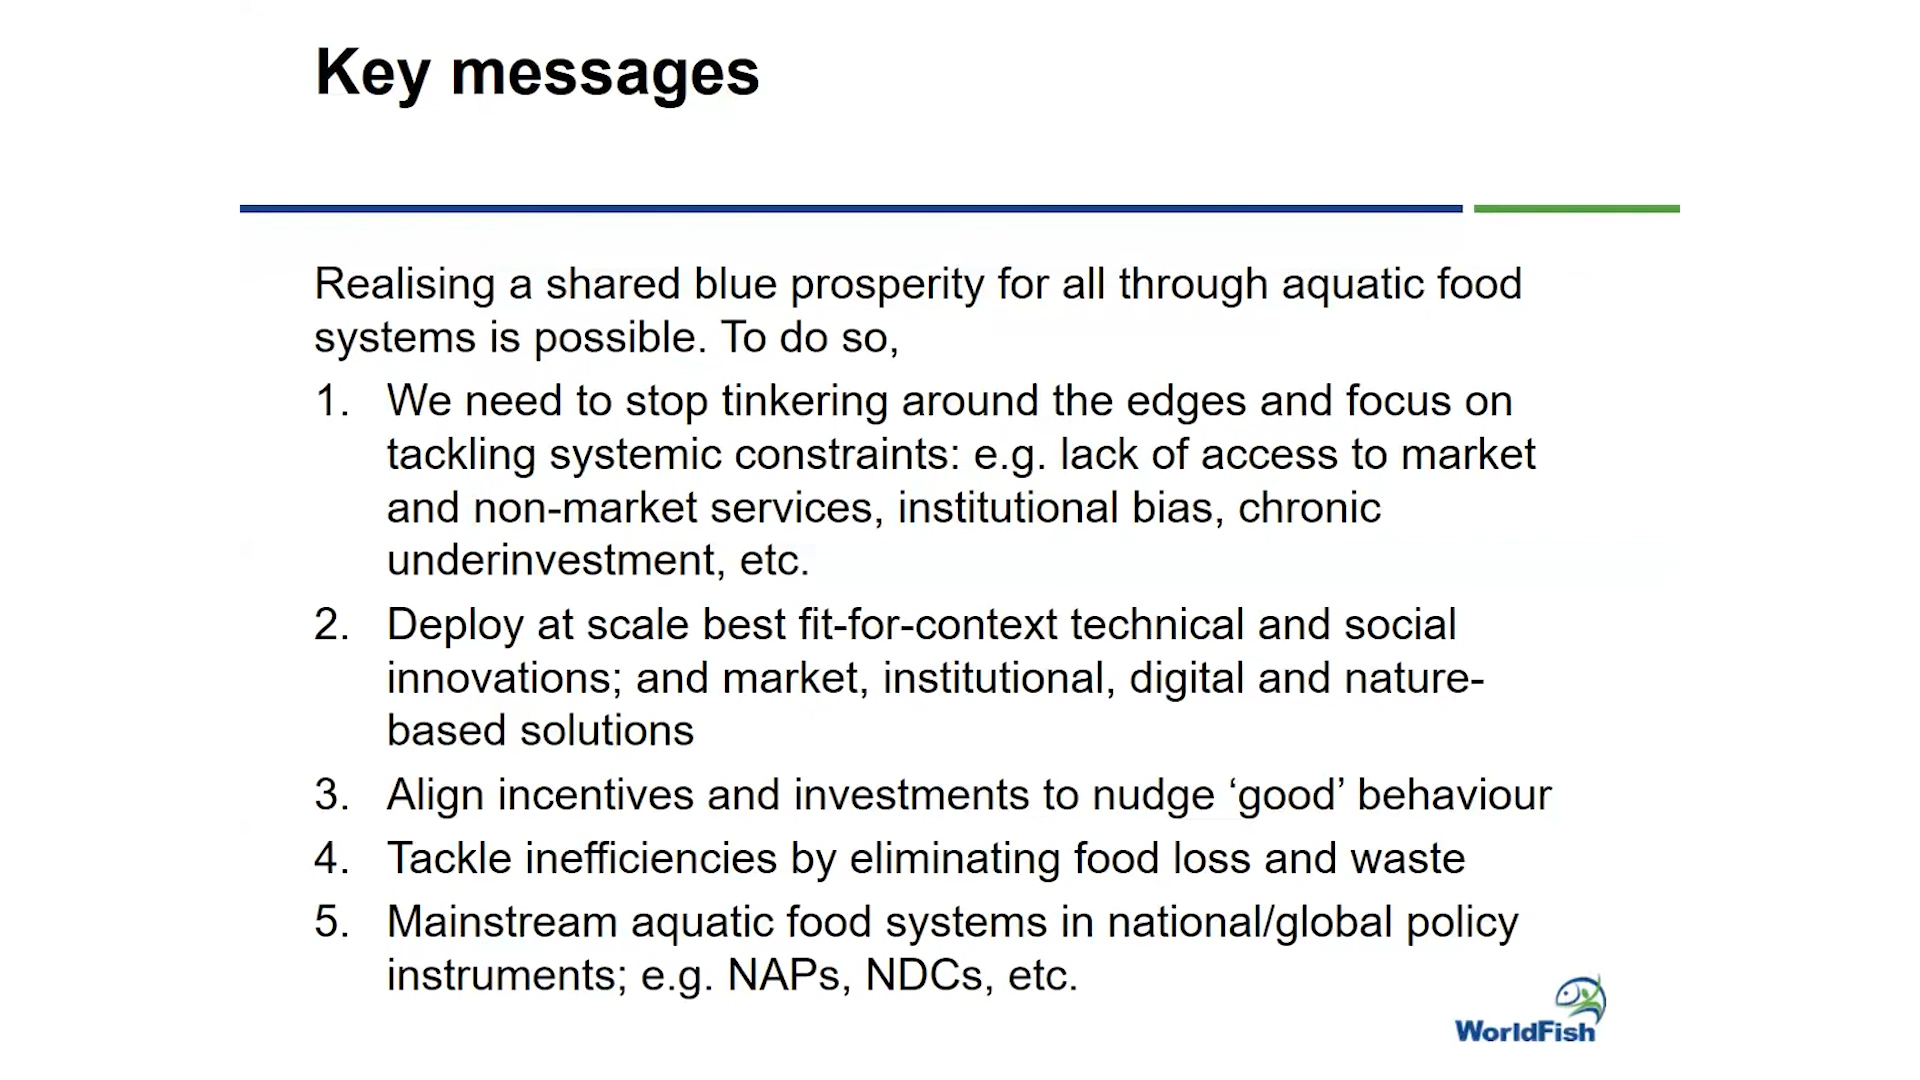 Key messages
Realising a shared blue prosperity for all through aquatic food
systems is possible. To do so,
1. We need to stop tinkering around the edges and focus on
tackling systemic constraints: e.g. lack of access to market
and non-market services, institutional bias, chronic
underinvestment, etc.
2. Deploy at scale best fit-for-context technical and social
innovations; and market, institutional, digital and nature-
based solutions
3. Align incentives and investments to nudge ‘good’ behaviour
4. Tackle inefficiencies by eliminating food loss and waste
5. Mainstream aquatic food systems in national/global policy
instruments; e.g. NAPs, NDCs, etc.
WorldFish